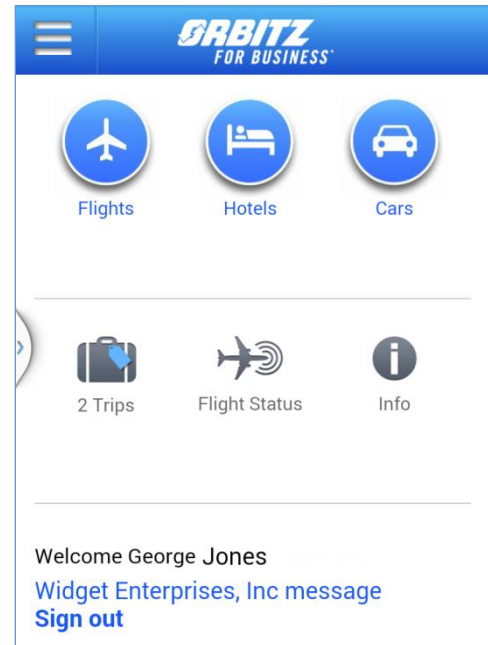 ORBITZ
FOR BUSINESS
Flights Hotels Cars
2 Trips Flight Status Info
Welcome George Jones
Widget Enterprises, Inc message
Sign out